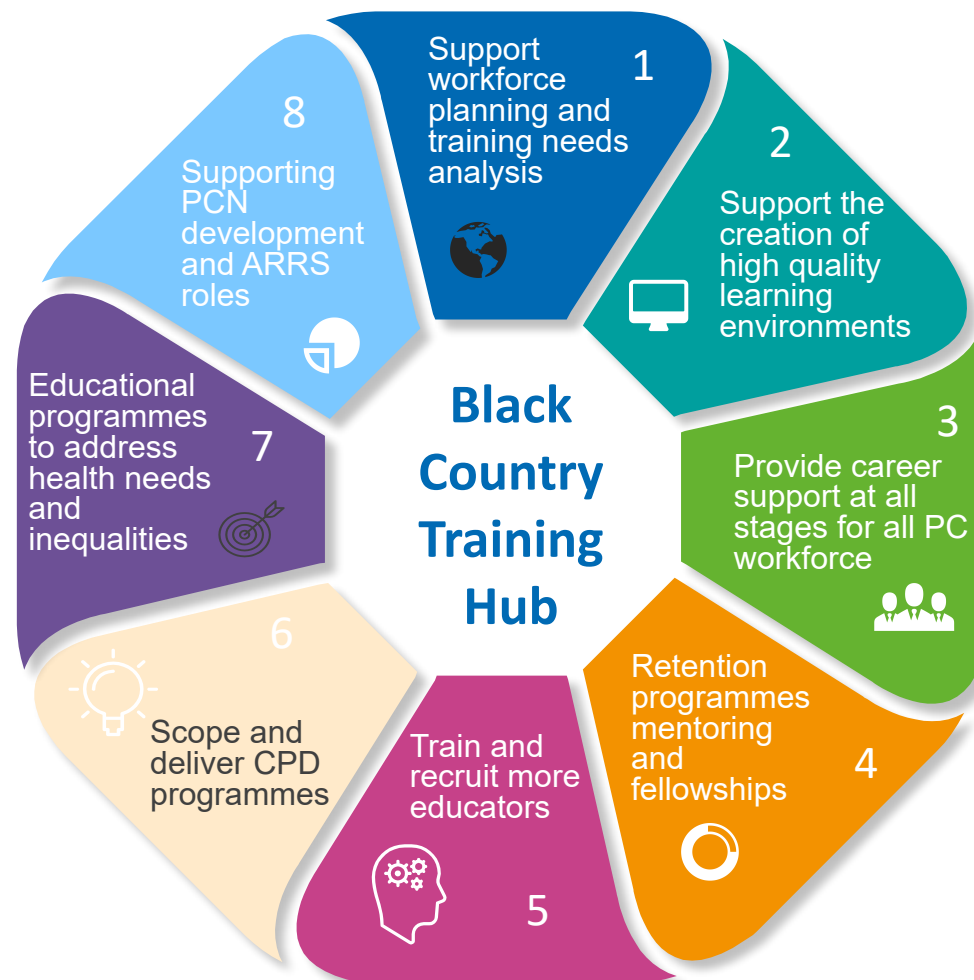 1
Support
workforce
planning and
training needs
analysis
2
Support the
creation of
high quality
learning
environments
3
Provide career
support at all
stages for all PC
workforce
Retention
programmes
mentoring
and
fellowships
4
Train and
recruit more
educators
5
6
Scope and
deliver CPD
programmes
Educational
programmes
to address
health needs
and
inequalities
7
8
Supporting
PCN
development
and ARRS
roles
Black
Country
Training
Hub